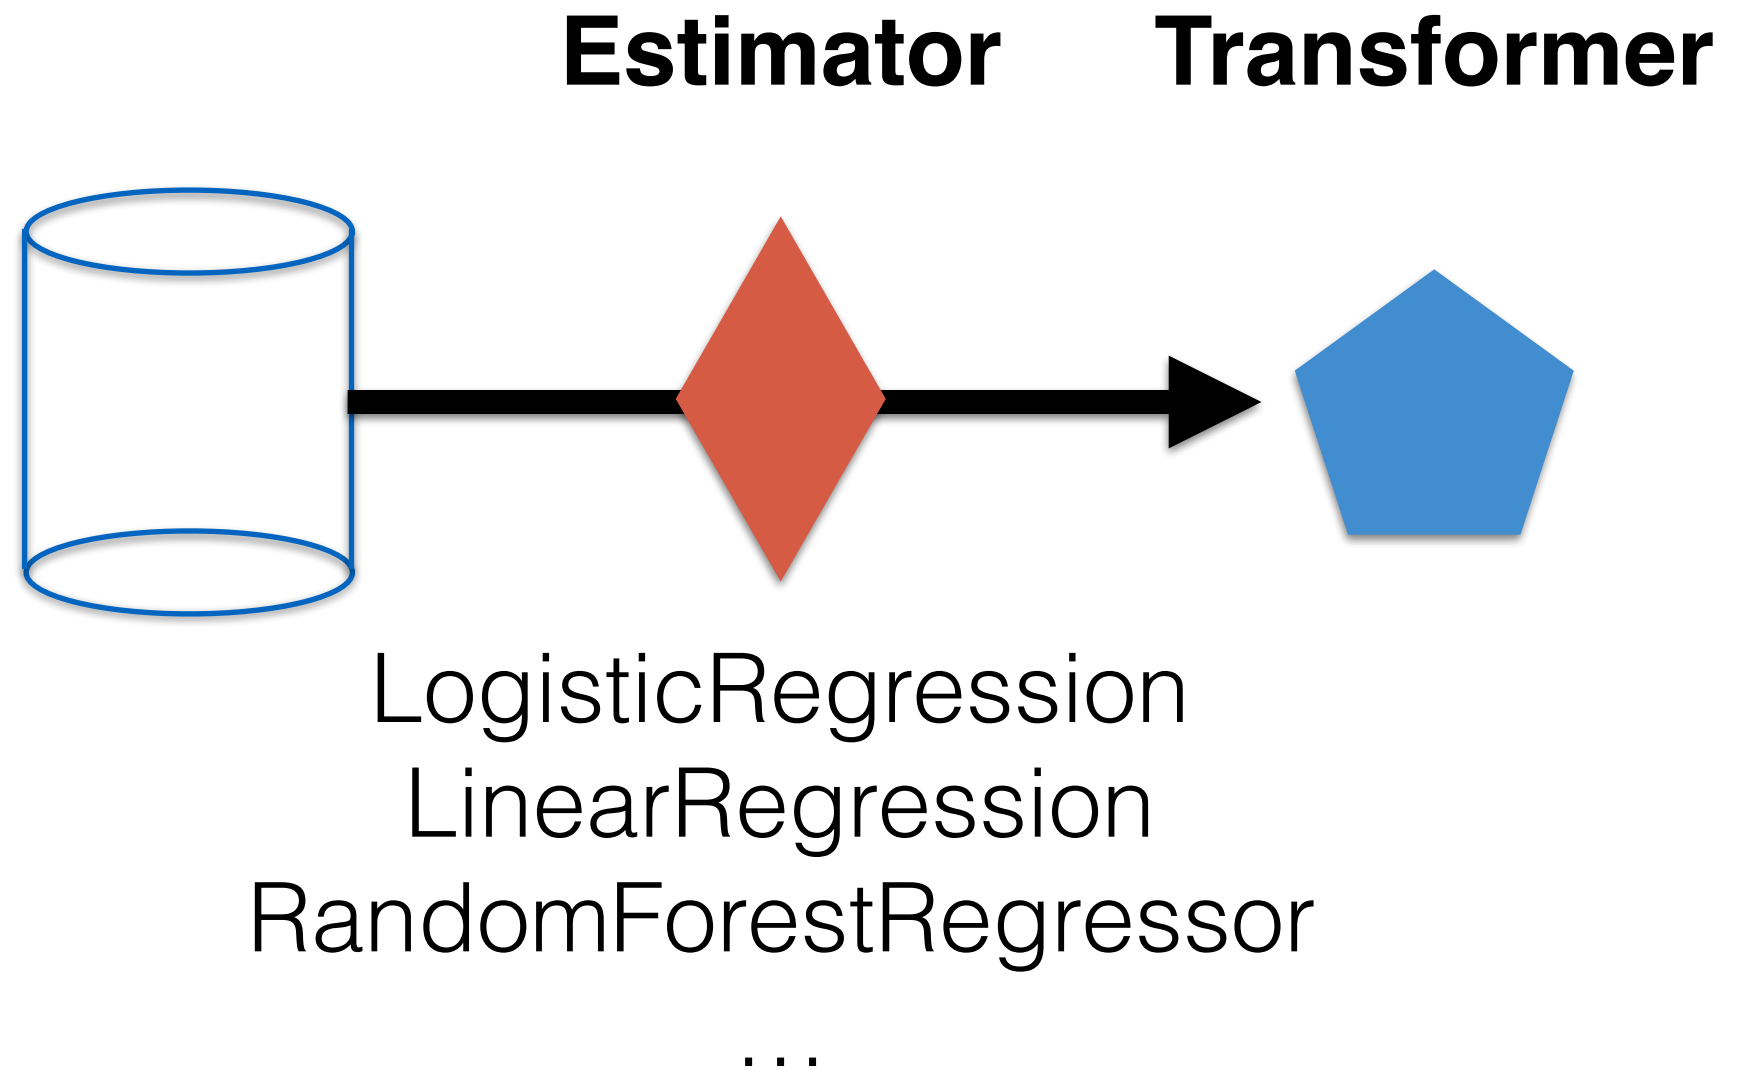 Estimator Transformer
LogisticRegression
LinearRegression
RandomForestRegressor
...